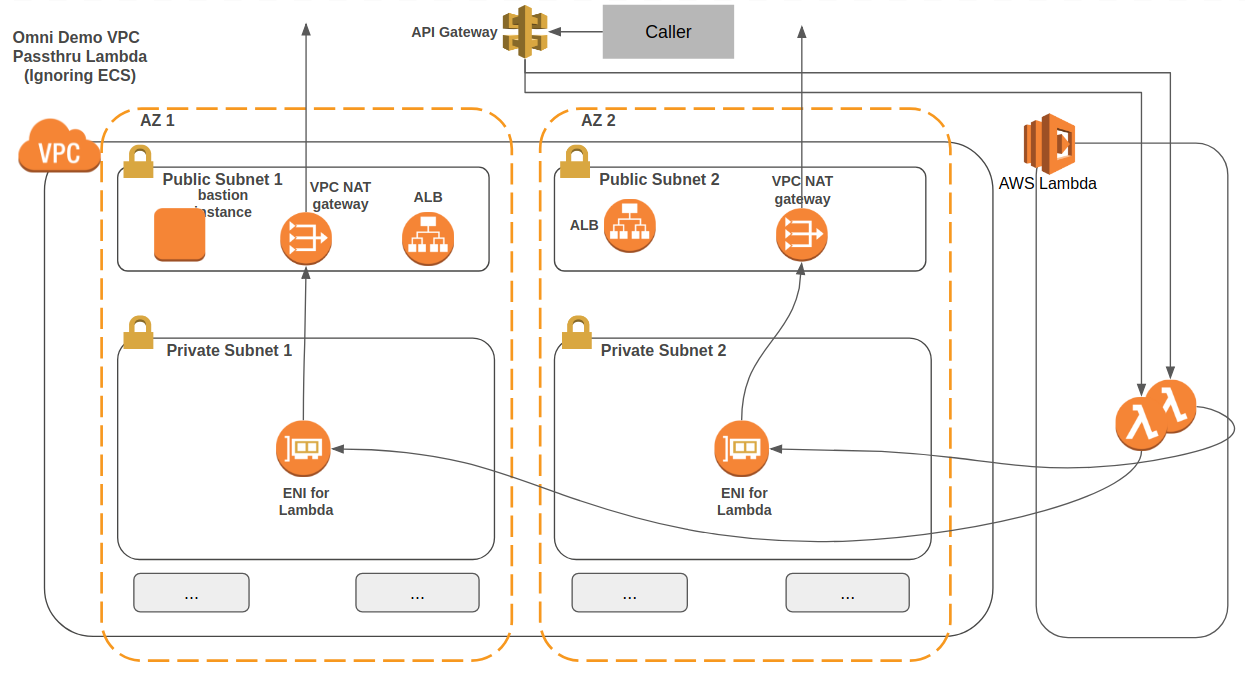 Omni Demo VPC
Passthru Lambda
(Ignoring ECS)
API Gateway
Caller
AZ 1
AZ 2
VPC
AWS Lambda
Public Subnet 1
bastion
instance
VPC NAT
gateway
ALB
Public Subnet 2
ALB
VPC NAT
gateway
Private Subnet 1
Private Subnet 2
λ
λ
ENI for
Lambda
ENI for
Lambda
...
...
...
...